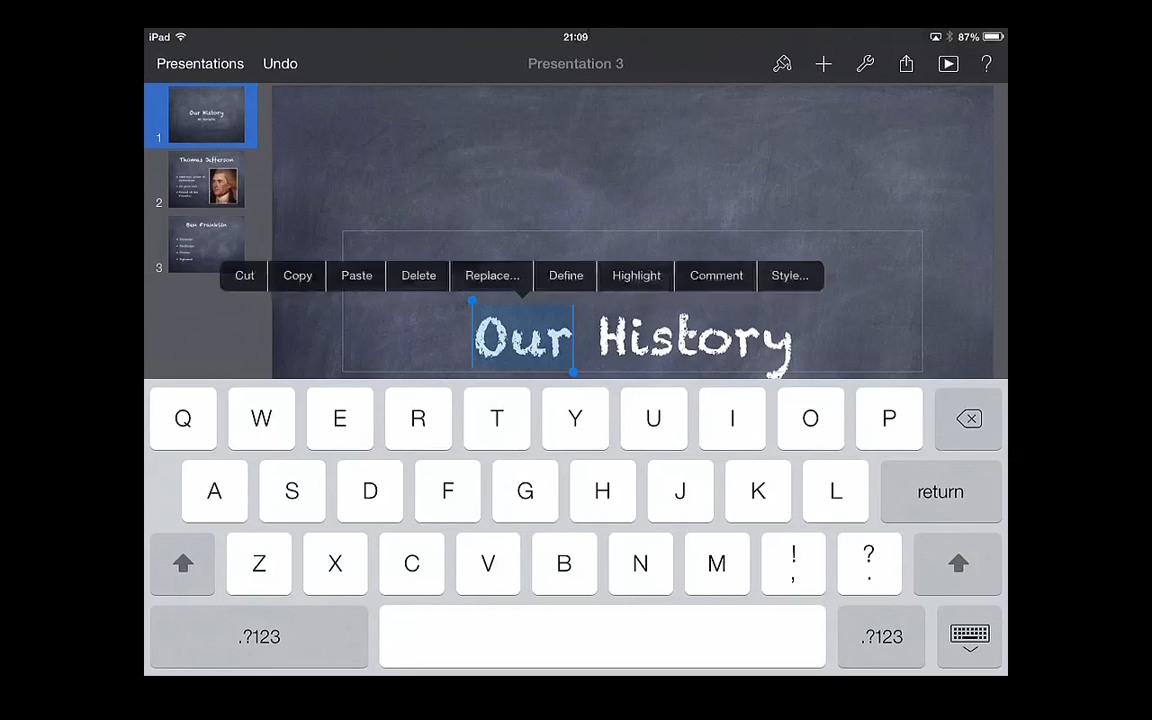 iPad 21:09 87%
Presentations Undo Presentation 3 ?
Our History
1
Thomas Jefferson
2
Ben Franklin
3
Cut Copy Paste Delete Replace... Define Highlight Comment Style...
Our History
Q W E R T Y U I O P
A S D F G H J K L return
Z X C V B N M ! , ? .
.?123 .?123